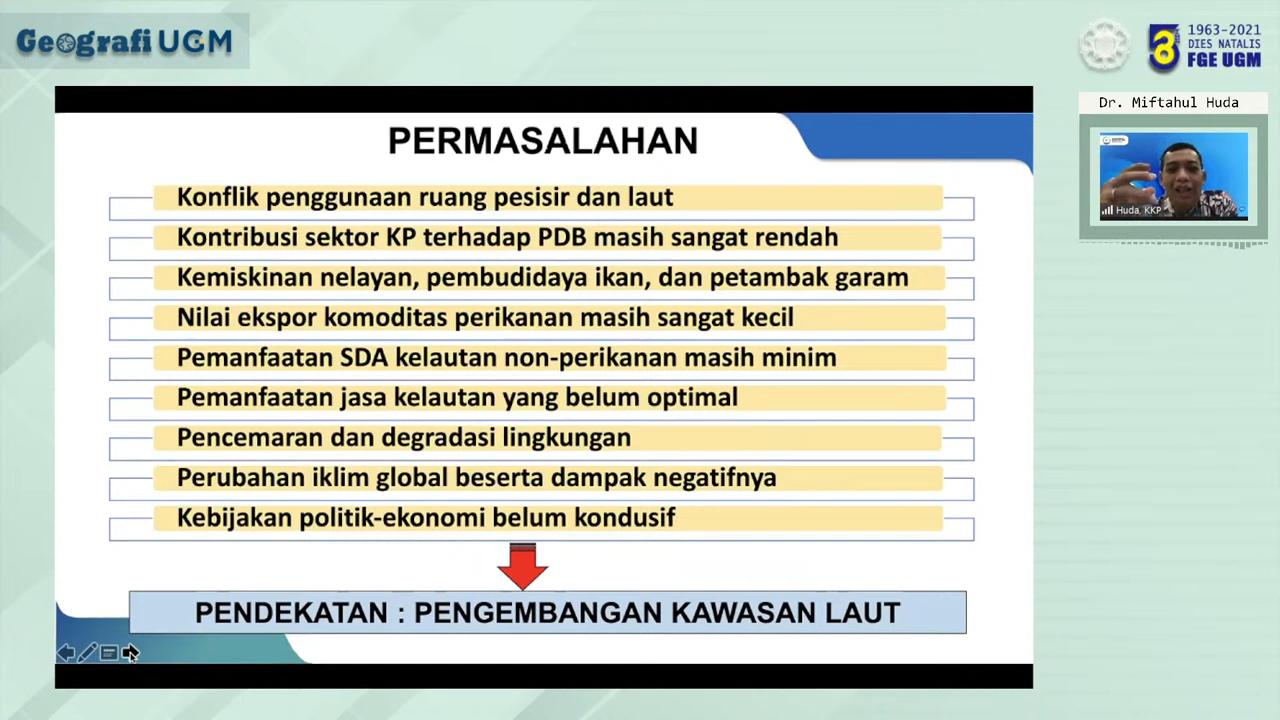 Geografi UGM
1963-2021
DIES NATALIS
FGE UGM
Dr. Miftahul Huda
Huda, KKP
PERMASALAHAN
Konflik penggunaan ruang pesisir dan laut
Kontribusi sektor KP terhadap PDB masih sangat rendah
Kemiskinan nelayan, pembudidaya ikan, dan petambak garam
Nilai ekspor komoditas perikanan masih sangat kecil
Pemanfaatan SDA kelautan non-perikanan masih minim
Pemanfaatan jasa kelautan yang belum optimal
Pencemaran dan degradasi lingkungan
Perubahan iklim global beserta dampak negatifnya
Kebijakan politik-ekonomi belum kondusif
PENDEKATAN : PENGEMBANGAN KAWASAN LAUT